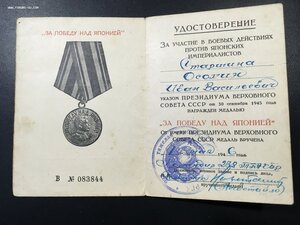 „ЗА ПОБЕДУ НАД ЯПОНИЕЙ"
В № 083844
УДОСТОВЕРЕНИЕ
ЗА УЧАСТИЕ В БОЕВЫХ ДЕЙСТВИЯХ
ПРОТИВ ЯПОНСКИХ
ИМПЕРИАЛИСТОВ
Старшина
Иван Васильевич
УКАЗОМ ПРЕЗИДИУМА ВЕРХОВНОГО
СОВЕТА СССР от 30 сентября 1945 года
НАГРАЖДЕН МЕДАЛЬЮ
„ЗА ПОБЕДУ НАД ЯПОНИЕЙ"
От имени ПРЕЗИДИУМА ВЕРХОВНОГО
СОВЕТА СССР МЕДАЛЬ ВРУЧЕНА
194 6 г.